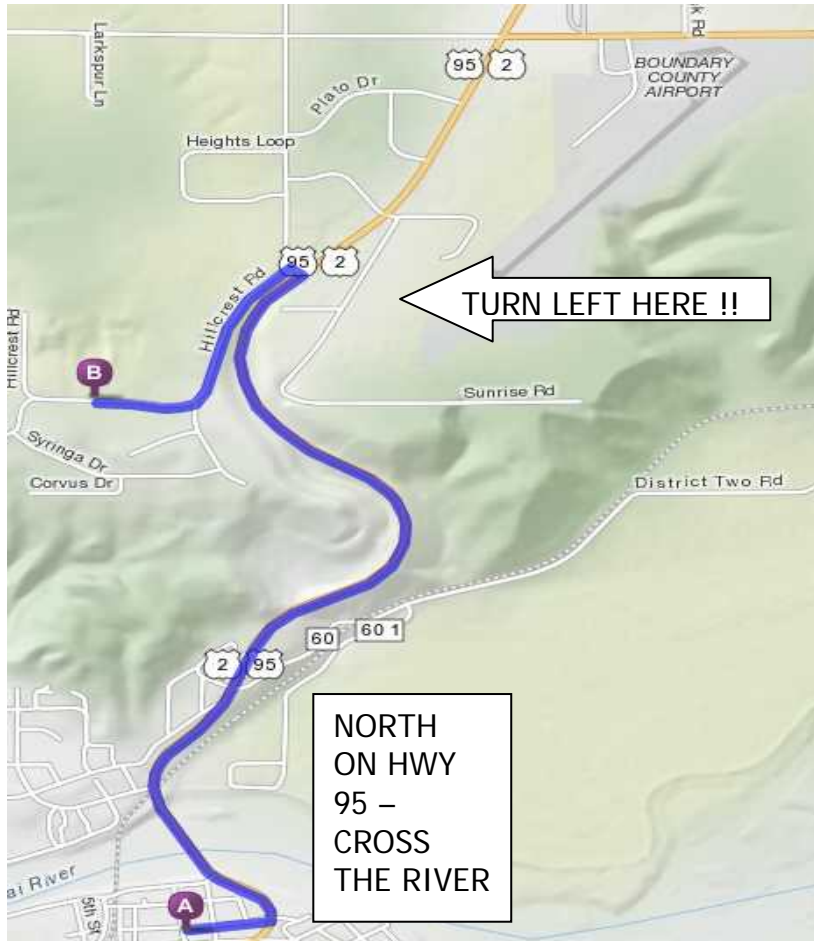 Larkspur Ln
k Rd
95 2
BOUNDARY
COUNTY
AIRPORT
Plato Dr
Heights Loop
95 2
Hillcrest Rd
TURN LEFT HERE !!
Hillcrest Rd
B
Sunrise Rd
Syringa Dr
Corvus Dr
District Two Rd
60 1
60
2 95
NORTH
ON HWY
95 –
CROSS
THE RIVER
ai River
5th St
A